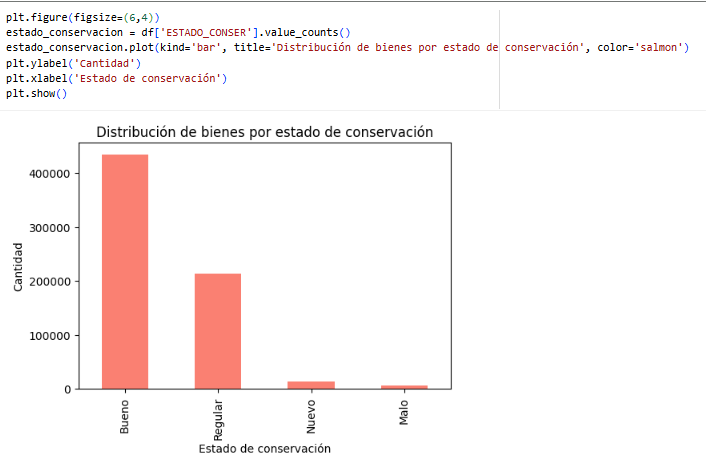 plt.figure(figsize=(6,4))
estado_conservacion = df['ESTADO_CONSER'].value_counts()
estado_conservacion.plot(kind='bar', title='Distribución de bienes por estado de conservación', color='salmon')
plt.ylabel('Cantidad')
plt.xlabel('Estado de conservación')
plt.show()
Distribución de bienes por estado de conservación
400000
300000
200000
100000
0
Cantidad
Bueno
Regular
Nuevo
Malo
Estado de conservación